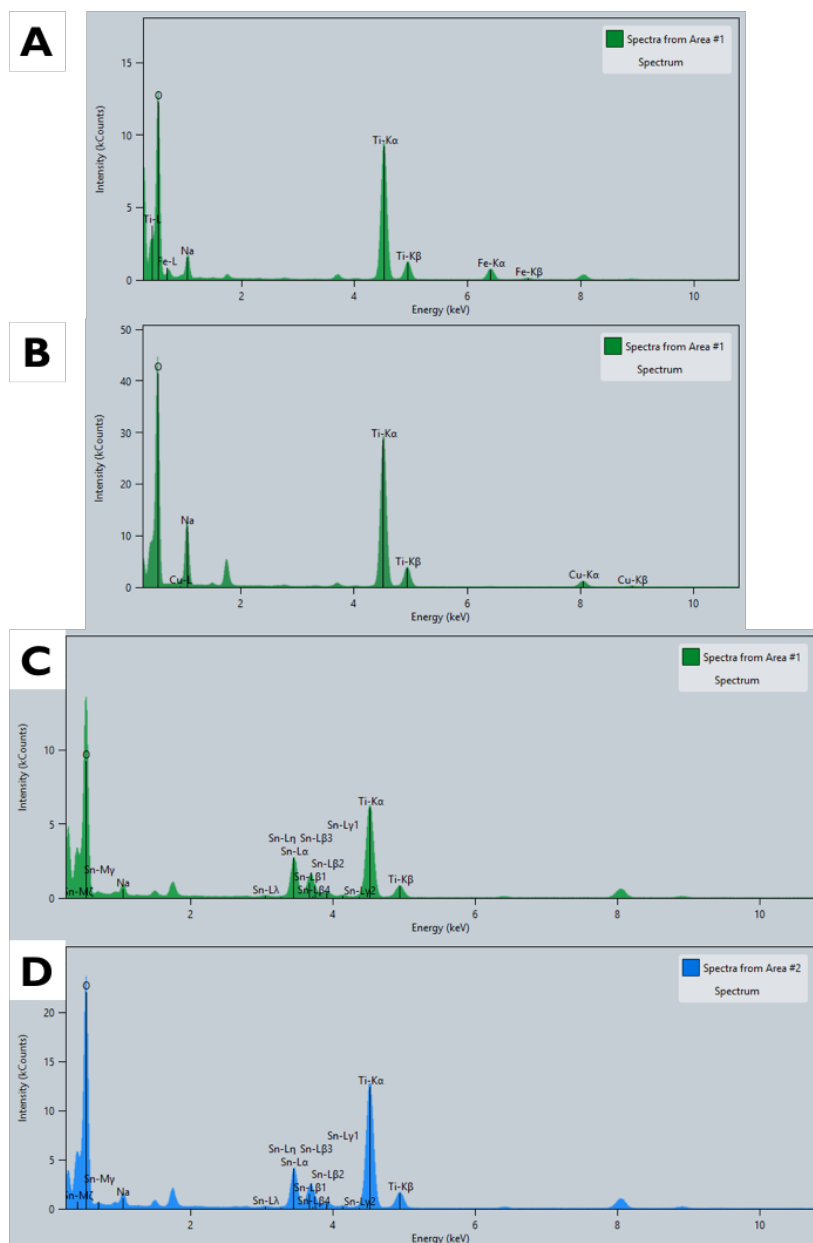 A
Spectra from Area #1
Spectrum
Intensity (kCounts)
15
10
5
0
O
Ti-L
Fe-L
Na
Ti-Kα
Ti-Kβ
Fe-Kα
Fe-Kβ
2 4 6 8 10
Energy (keV)
B
Spectra from Area #1
Spectrum
Intensity (kCounts)
50
40
30
20
10
0
O
Na
Cu-L
Ti-Kα
Ti-Kβ
Cu-Kα
Cu-Kβ
2 4 6 8 10
Energy (keV)
C
Spectra from Area #1
Spectrum
Intensity (kCounts)
10
5
0
O
Sn-Mγ
Sn-Mζ
Na
Ti-Kα
Sn-Lγ1
Sn-Lη Sn-Lβ3
Sn-Lα
Sn-Lβ2
Sn-Lβ1
Sn-Lλ
Sn-Lβ4
Sn-Lγ2
Ti-Kβ
2 4 6 8 10
Energy (keV)
D
Spectra from Area #2
Spectrum
Intensity (kCounts)
20
15
10
5
0
O
Sn-Mγ
Sn-Mζ
Na
Ti-Kα
Sn-Lγ1
Sn-Lη Sn-Lβ3
Sn-Lα
Sn-Lβ2
Sn-Lβ1
Sn-Lλ
Sn-Lβ4
Sn-Lγ2
Ti-Kβ
2 4 6 8 10
Energy (keV)